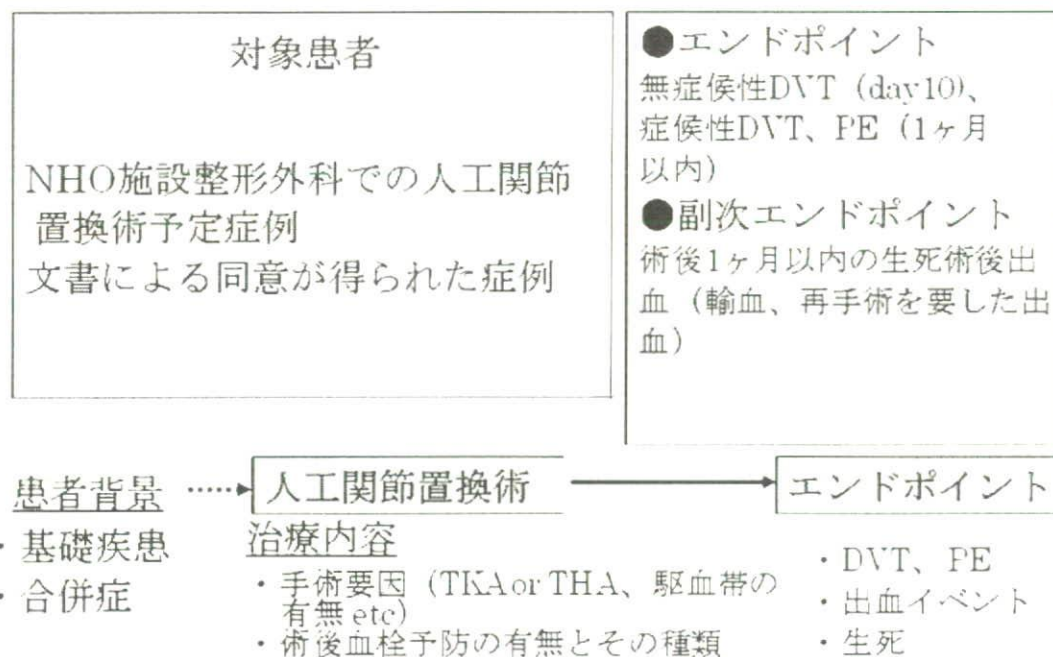 対象患者
NHO施設整形外科での人工関節
置換術予定症例
文書による同意が得られた症例
●エンドポイント
無症候性DVT (day10)、
症候性DVT、PE (1ヶ月
以内)
●副次エンドポイント
術後1ヶ月以内の生死術後出
血 (輸血、再手術を要した出
血)
患者背景
・基礎疾患
・合併症
人工関節置換術
治療内容
・手術要因 (TKA or THA、駆血帯の
有無 etc)
・術後血栓予防の有無とその種類
エンドポイント
・DVT、PE
・出血イベント
・生死